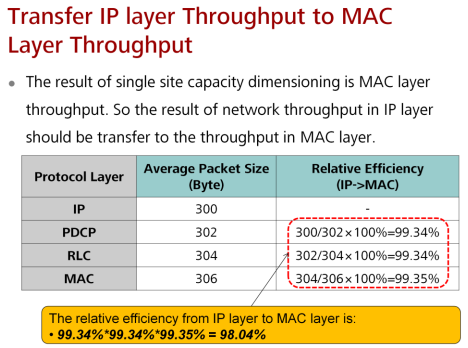 Transfer IP layer Throughput to MAC
Layer Throughput
• The result of single site capacity dimensioning is MAC layer
throughput. So the result of network throughput in IP layer
should be transfer to the throughput in MAC layer.
Protocol Layer Average Packet Size (Byte) Relative Efficiency (IP->MAC)
IP 300 -
PDCP 302 300/302×100%=99.34%
RLC 304 302/304×100%=99.34%
MAC 306 304/306×100%=99.35%
The relative efficiency from IP layer to MAC layer is:
• 99.34%*99.34%*99.35% = 98.04%